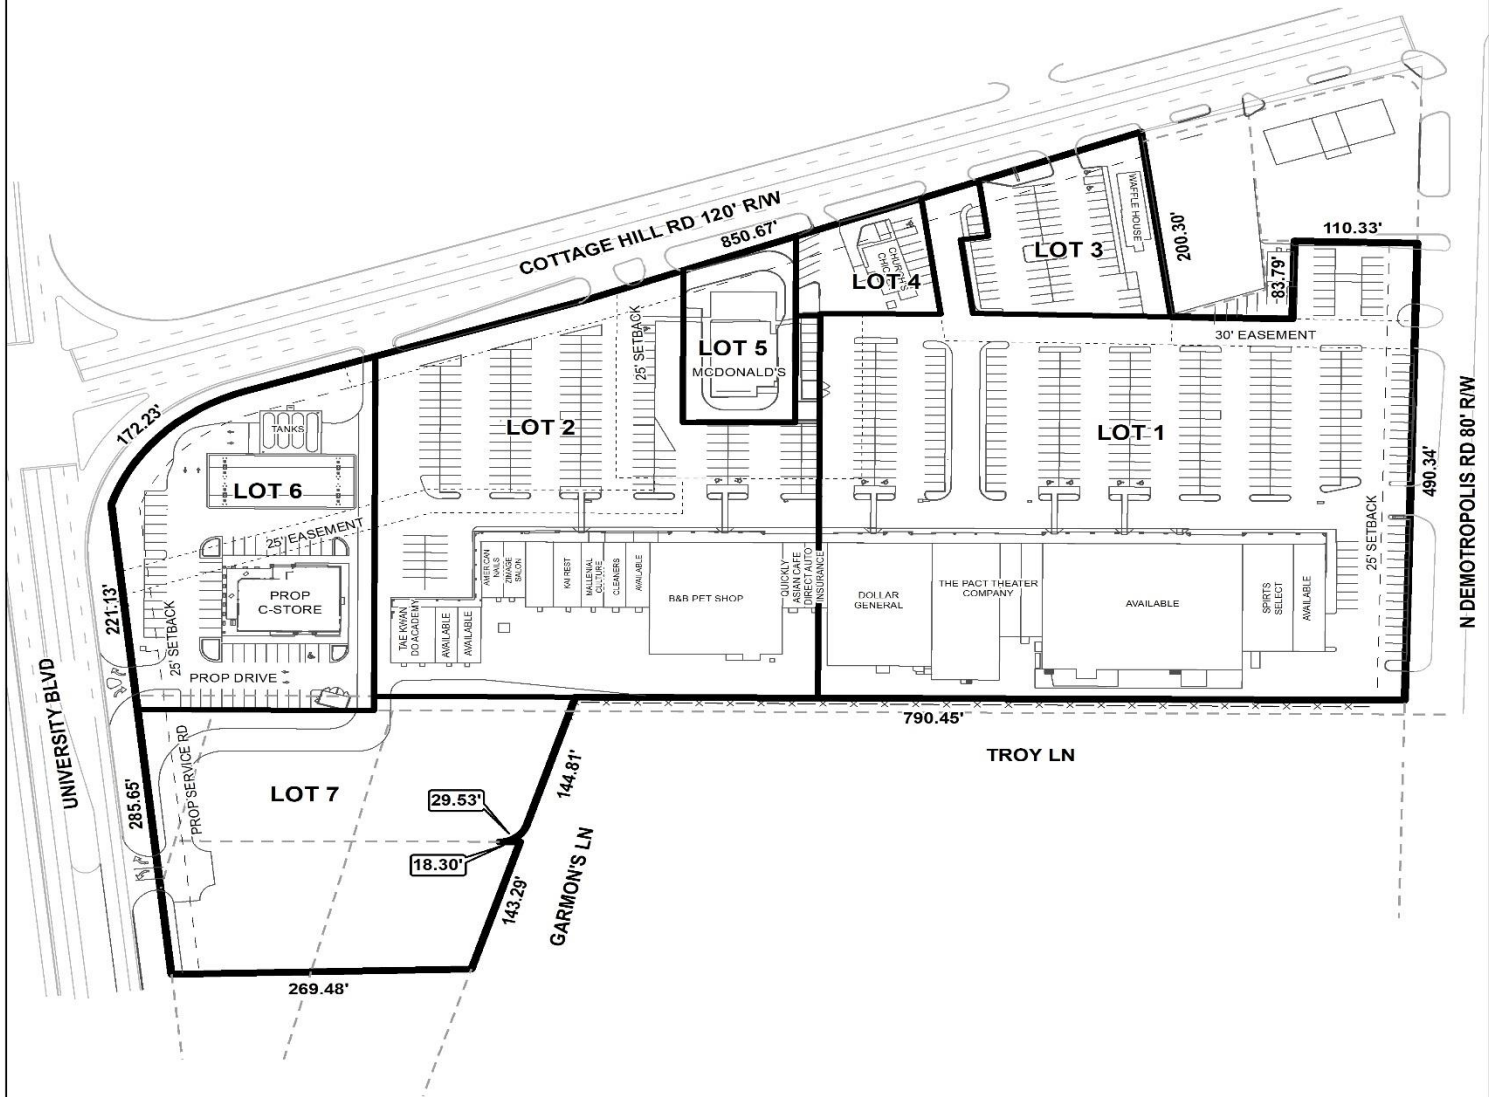 COTTAGE HILL RD 120' R/W
850.67'
WAFFLE HOUSE
200.30'
110.33'
83.79'
LOT 3
CHURCH'S
LOT 4
30' EASEMENT
25' SETBACK
LOT 5
MCDONALD'S
172.23'
TANKS
LOT 2
LOT 1
N DEMOTROPOLIS RD 80' R/W
490.34'
LOT 6
25' EASEMENT
25' SETBACK
AMERICAN
NAILS
ZIMAGE
SALON
KAI REST
MALLENIAL
CULTURE
CLEANERS
AVAILABLE
B&B PET SHOP
QUICKLY
ASIAN CAFE
DIRECT AUTO
INSURANCE
DOLLAR
GENERAL
THE PACT THEATER
COMPANY
AVAILABLE
SPIRTS
SELECT
AVAILABLE
PROP
C-STORE
221.13'
25' SETBACK
TAE KWAN
DO ACADEMY
AVAILABLE
AVAILABLE
PROP DRIVE
UNIVERSITY BLVD
790.45'
TROY LN
PROP SERVICE RD
285.65'
LOT 7
144.81'
29.53'
18.30'
GARMON'S LN
143.29'
269.48'